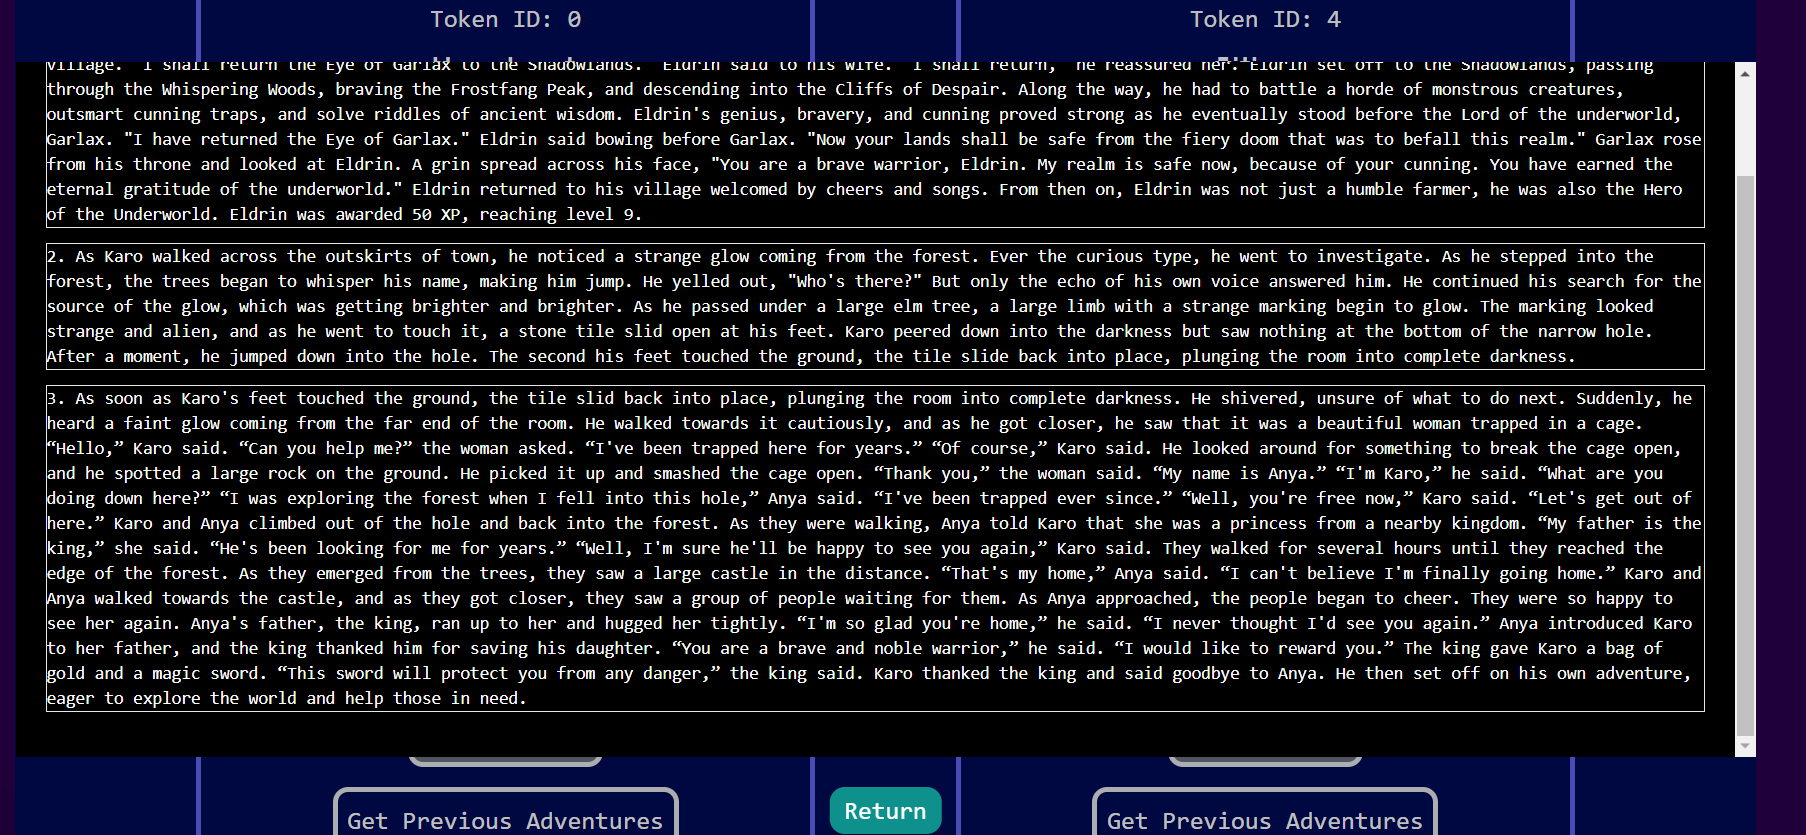 Token ID: 0
Token ID: 4
village. "I shall return the Eye of Garlax to the Shadowlands." Eldrin said to his wife. "I shall return," he reassured her. Eldrin set off to the Shadowlands, passing
through the Whispering Woods, braving the Frostfang Peak, and descending into the Cliffs of Despair. Along the way, he had to battle a horde of monstrous creatures,
outsmart cunning traps, and solve riddles of ancient wisdom. Eldrin's genius, bravery, and cunning proved strong as he eventually stood before the Lord of the underworld,
Garlax. "I have returned the Eye of Garlax." Eldrin said bowing before Garlax. "Now your lands shall be safe from the fiery doom that was to befall this realm." Garlax rose
from his throne and looked at Eldrin. A grin spread across his face, "You are a brave warrior, Eldrin. My realm is safe now, because of your cunning. You have earned the
eternal gratitude of the underworld." Eldrin returned to his village welcomed by cheers and songs. From then on, Eldrin was not just a humble farmer, he was also the Hero
of the Underworld. Eldrin was awarded 50 XP, reaching level 9.
2. As Karo walked across the outskirts of town, he noticed a strange glow coming from the forest. Ever the curious type, he went to investigate. As he stepped into the
forest, the trees began to whisper his name, making him jump. He yelled out, "Who's there?" But only the echo of his own voice answered him. He continued his search for the
source of the glow, which was getting brighter and brighter. As he passed under a large elm tree, a large limb with a strange marking begin to glow. The marking looked
strange and alien, and as he went to touch it, a stone tile slid open at his feet. Karo peered down into the darkness but saw nothing at the bottom of the narrow hole.
After a moment, he jumped down into the hole. The second his feet touched the ground, the tile slide back into place, plunging the room into complete darkness.
3. As soon as Karo's feet touched the ground, the tile slid back into place, plunging the room into complete darkness. He shivered, unsure of what to do next. Suddenly, he
heard a faint glow coming from the far end of the room. He walked towards it cautiously, and as he got closer, he saw that it was a beautiful woman trapped in a cage.
“Hello,” Karo said. “Can you help me?” the woman asked. “I've been trapped here for years.” “Of course,” Karo said. He looked around for something to break the cage open,
and he spotted a large rock on the ground. He picked it up and smashed the cage open. “Thank you,” the woman said. “My name is Anya.” “I'm Karo,” he said. “What are you
doing down here?” “I was exploring the forest when I fell into this hole,” Anya said. “I've been trapped ever since.” “Well, you're free now,” Karo said. “Let's get out of
here.” Karo and Anya climbed out of the hole and back into the forest. As they were walking, Anya told Karo that she was a princess from a nearby kingdom. “My father is the
king,” she said. “He's been looking for me for years.” “Well, I'm sure he'll be happy to see you again,” Karo said. They walked for several hours until they reached the
edge of the forest. As they emerged from the trees, they saw a large castle in the distance. “That's my home,” Anya said. “I can't believe I'm finally going home.” Karo and
Anya walked towards the castle, and as they got closer, they saw a group of people waiting for them. As Anya approached, the people began to cheer. They were so happy to
see her again. Anya's father, the king, ran up to her and hugged her tightly. “I'm so glad you're home,” he said. “I never thought I'd see you again.” Anya introduced Karo
to her father, and the king thanked him for saving his daughter. “You are a brave and noble warrior,” he said. “I would like to reward you.” The king gave Karo a bag of
gold and a magic sword. “This sword will protect you from any danger,” the king said. Karo thanked the king and said goodbye to Anya. He then set off on his own adventure,
eager to explore the world and help those in need.
Get Previous Adventures
Return
Get Previous Adventures